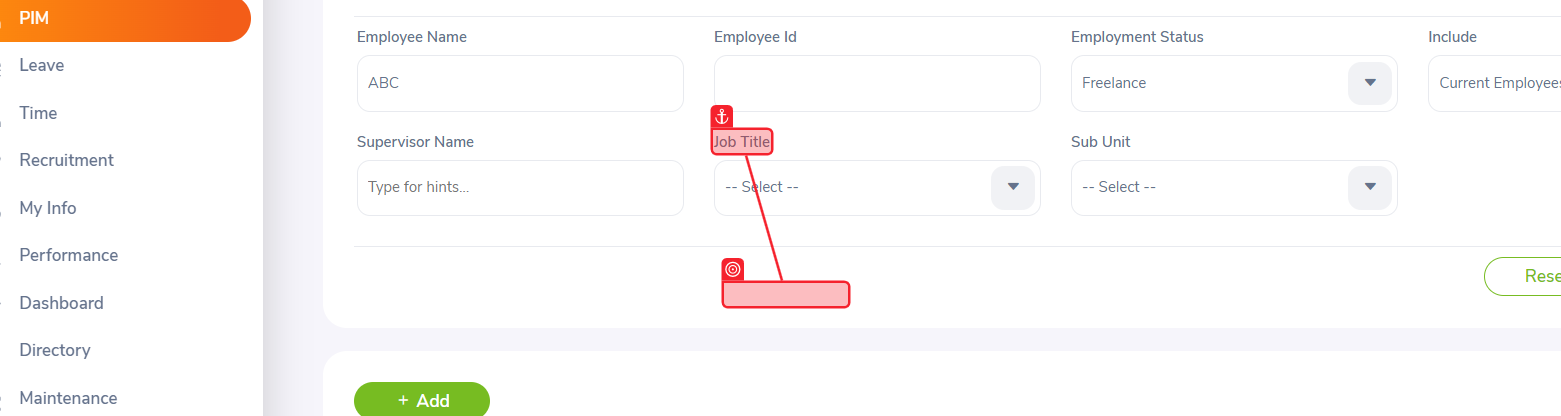 PIM
Leave
Time
Recruitment
My Info
Performance
Dashboard
Directory
Maintenance
Employee Name
Employee Id
Employment Status
Include
ABC
Freelance
Current Employees
Supervisor Name
Job Title
Sub Unit
Type for hints...
-- Select --
-- Select --
Rese
+ Add